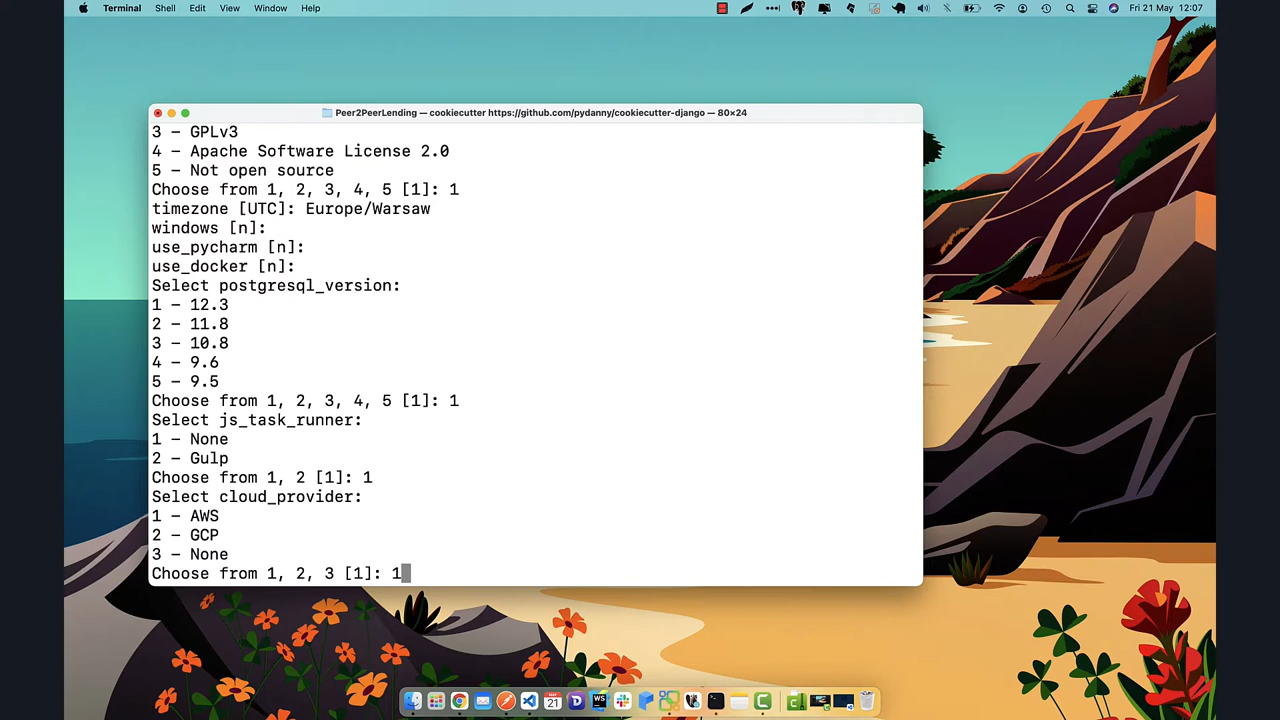 Terminal Shell Edit View Window Help Fri 21 May 12:07
Peer2PeerLending — cookiecutter https://github.com/pydanny/cookiecutter-django — 80×24
3 - GPLv3
4 - Apache Software License 2.0
5 - Not open source
Choose from 1, 2, 3, 4, 5 [1]: 1
timezone [UTC]: Europe/Warsaw
windows [n]:
use_pycharm [n]:
use_docker [n]:
Select postgresql_version:
1 - 12.3
2 - 11.8
3 - 10.8
4 - 9.6
5 - 9.5
Choose from 1, 2, 3, 4, 5 [1]: 1
Select js_task_runner:
1 - None
2 - Gulp
Choose from 1, 2 [1]: 1
Select cloud_provider:
1 - AWS
2 - GCP
3 - None
Choose from 1, 2, 3 [1]: 1
21
WS